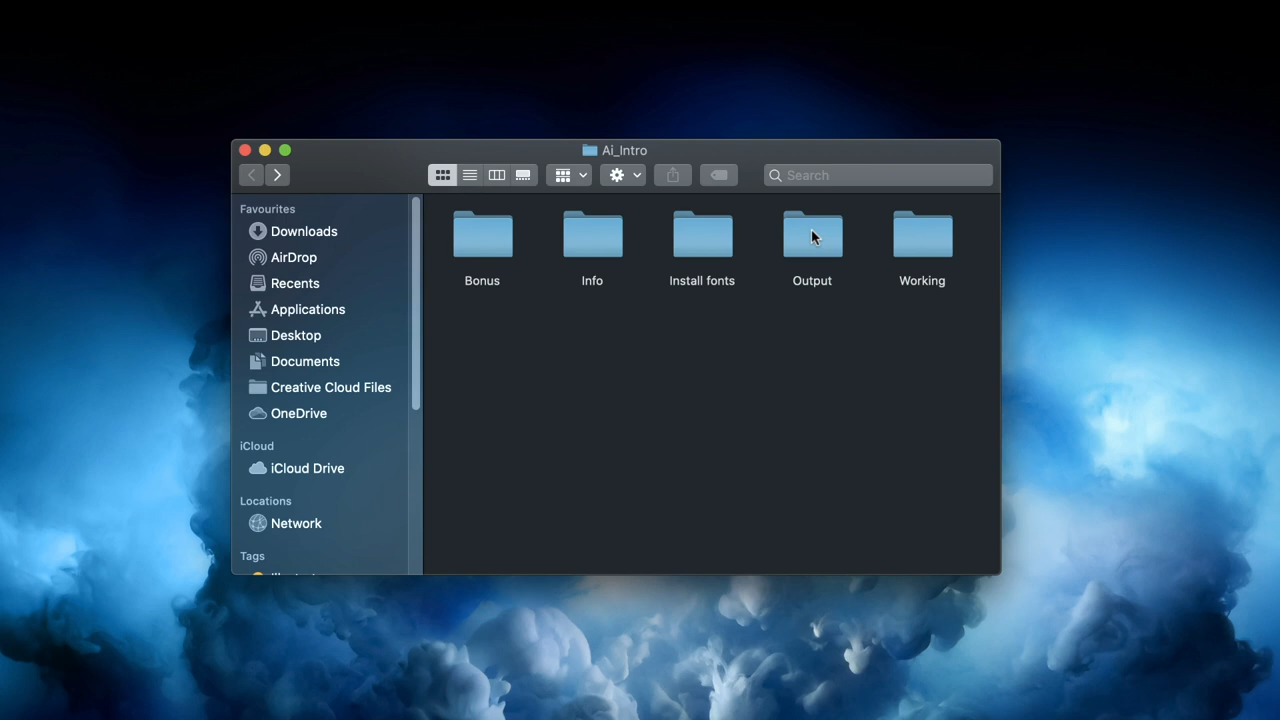 Ai_Intro
Search
Favourites
Downloads
AirDrop
Recents
Applications
Desktop
Documents
Creative Cloud Files
OneDrive
iCloud
iCloud Drive
Locations
Network
Tags
Bonus
Info
Install fonts
Output
Working